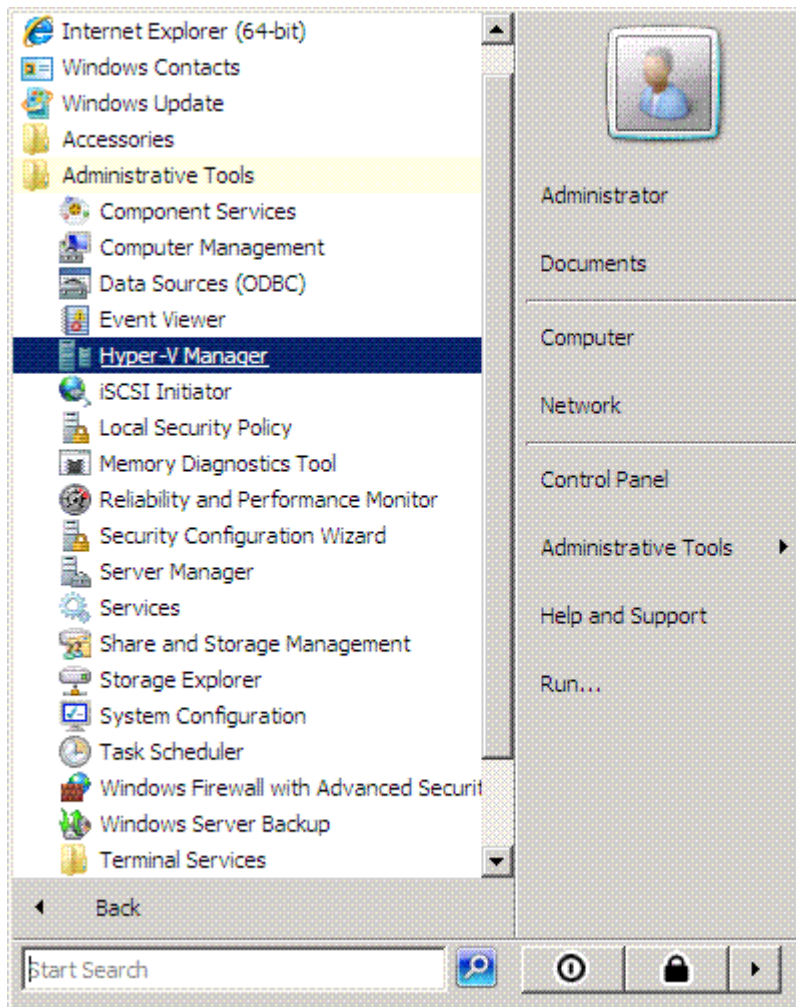 Internet Explorer (64-bit)
Windows Contacts
Windows Update
Accessories
Administrative Tools
Component Services
Computer Management
Data Sources (ODBC)
Event Viewer
Hyper-V Manager
iSCSI Initiator
Local Security Policy
Memory Diagnostics Tool
Reliability and Performance Monitor
Security Configuration Wizard
Server Manager
Services
Share and Storage Management
Storage Explorer
System Configuration
Task Scheduler
Windows Firewall with Advanced Securit
Windows Server Backup
Terminal Services
Back
Start Search
Administrator
Documents
Computer
Network
Control Panel
Administrative Tools
Help and Support
Run...